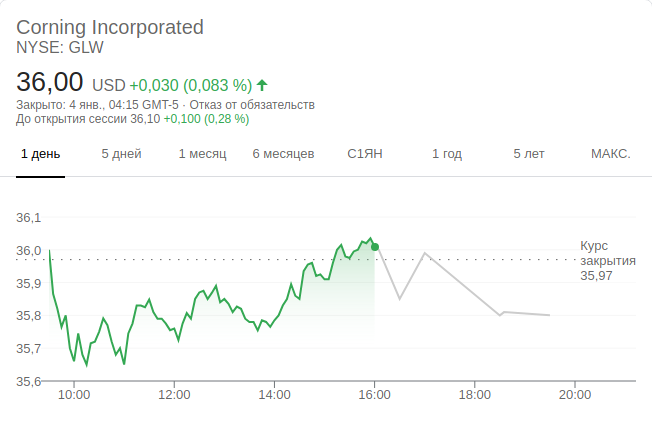 Corning Incorporated
NYSE: GLW
36,00 USD +0,030 (0,083 %)
Закрыто: 4 янв., 04:15 GMT-5 · Отказ от обязательств
До открытия сессии 36,10 +0,100 (0,28 %)
1 день 5 дней 1 месяц 6 месяцев С1ЯН 1 год 5 лет МАКС.
36,1
36,0
35,9
35,8
35,7
35,6
Курс
закрытия
35,97
10:00 12:00 14:00 16:00 18:00 20:00